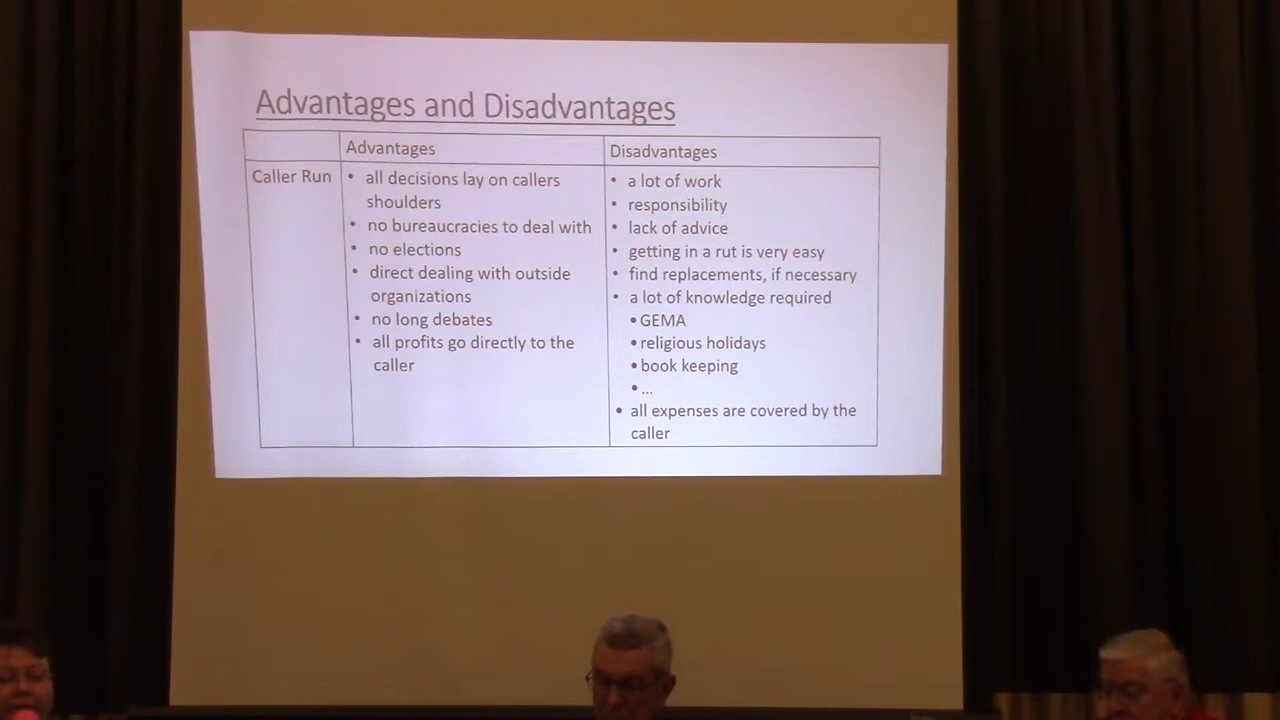 Advantages and Disadvantages
Advantages
Disadvantages
Caller Run
• all decisions lay on callers
shoulders
• no bureaucracies to deal with
• no elections
• direct dealing with outside
organizations
• no long debates
• all profits go directly to the
caller
• a lot of work
• responsibility
• lack of advice
• getting in a rut is very easy
• find replacements, if necessary
• a lot of knowledge required
• GEMA
• religious holidays
• book keeping
• ...
• all expenses are covered by the
caller